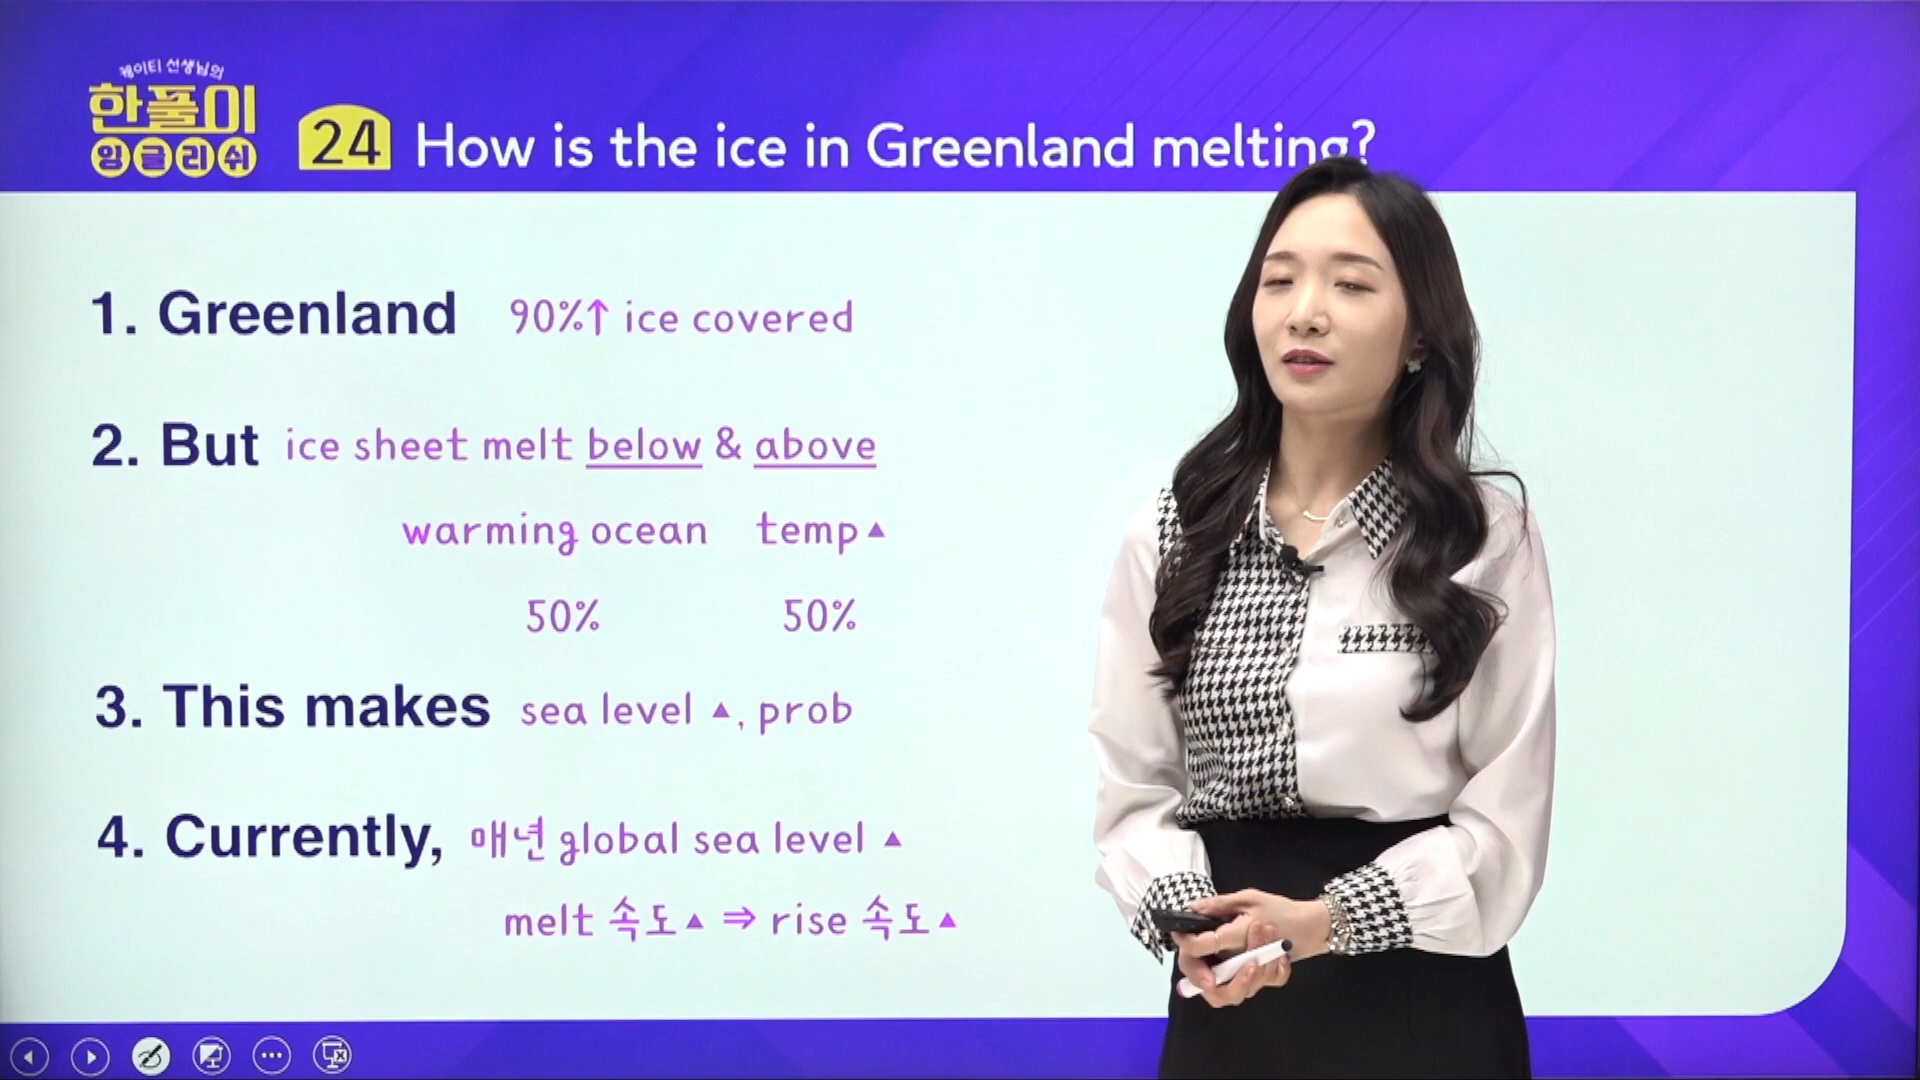 케이티 선생님의
한풀이
잉글리쉬
24 How is the ice in Greenland melting?
1. Greenland 90%↑ ice covered
2. But ice sheet melt below & above
warming ocean temp▲
50% 50%
3. This makes sea level ▲, prob
4. Currently, 매년 global sea level ▲
melt 속도▲ ⇒ rise 속도▲